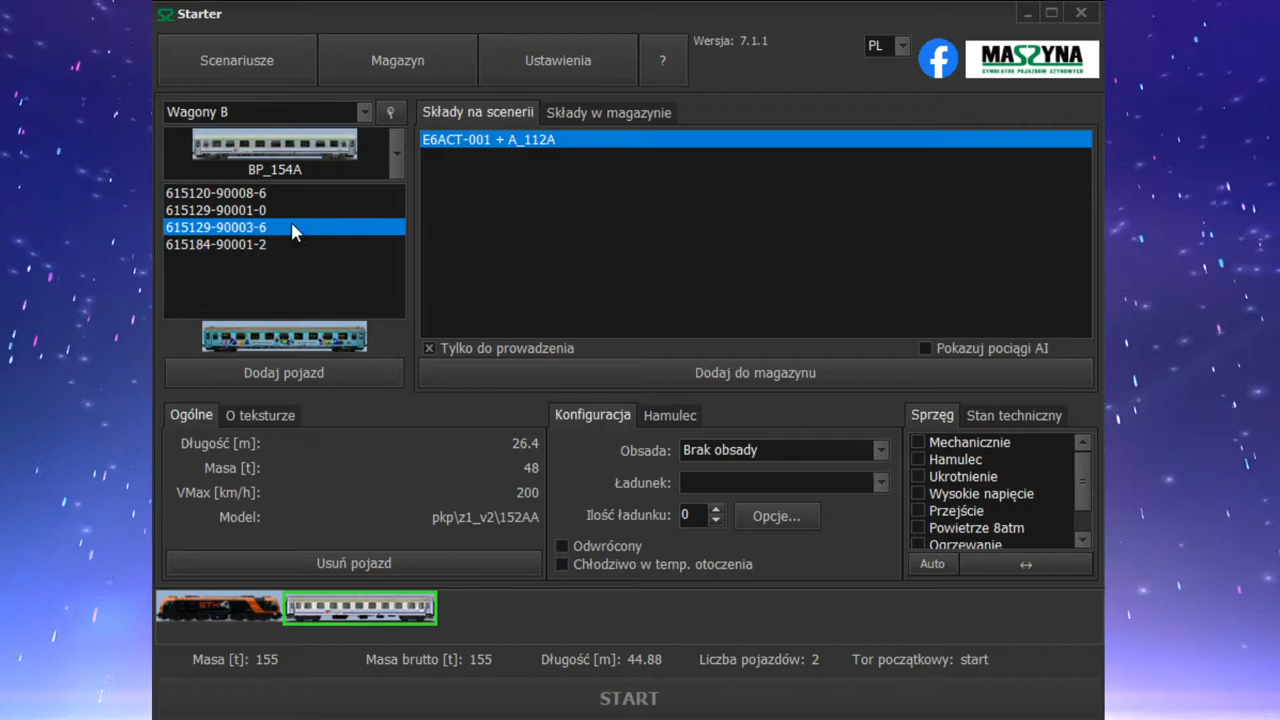 Starter
Scenariusze
Magazyn
Ustawienia
?
Wersja: 7.1.1
PL
MASZYNA
SYMULATOR POJAZDÓW SZYNOWYCH
Wagony B
BP_154A
615120-90008-6
615129-90001-0
615129-90003-6
615184-90001-2
Dodaj pojazd
Składy na scenerii
Składy w magazynie
E6ACT-001 + A_112A
Tylko do prowadzenia
Pokazuj pociągi AI
Dodaj do magazynu
Ogólne
O teksturze
Długość [m]: 26.4
Masa [t]: 48
VMax [km/h]: 200
Model: pkp\z1_v2\152AA
Usuń pojazd
Konfiguracja
Hamulec
Obsada: Brak obsady
Ładunek:
Ilość ładunku: 0
Opcje...
Odwrócony
Chłodziwo w temp. otoczenia
Sprzęg
Stan techniczny
Mechanicznie
Hamulec
Ukrotnienie
Wysokie napięcie
Przejście
Powietrze 8atm
Ogrzewanie
Auto
↔
Masa [t]: 155
Masa brutto [t]: 155
Długość [m]: 44.88
Liczba pojazdów: 2
Tor początkowy: start
START